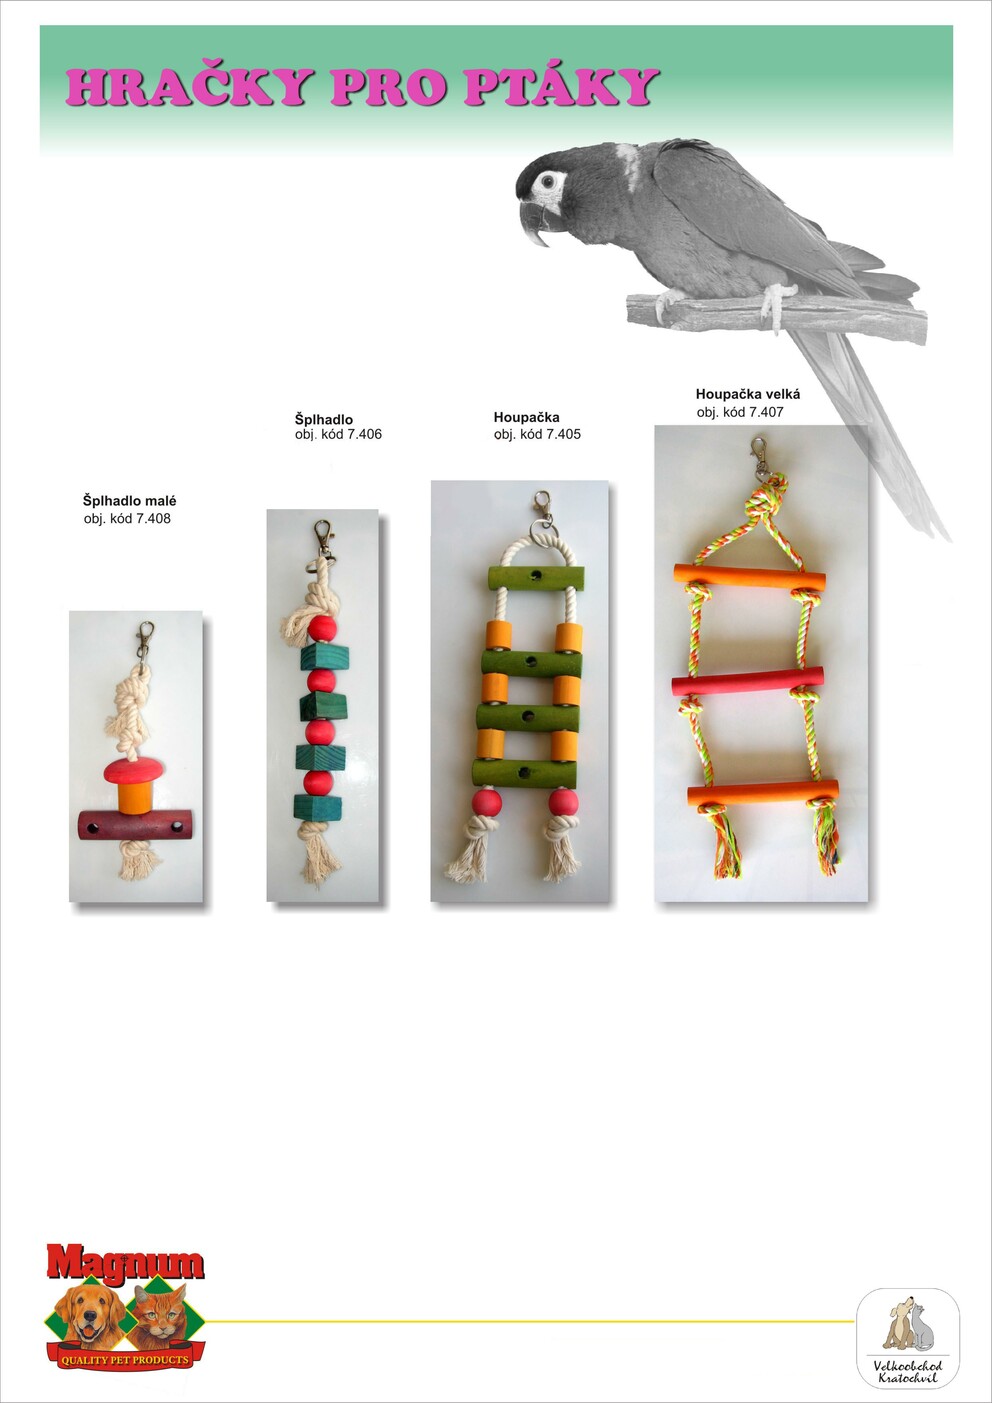 HRAČKY PRO PTÁKY
Houpačka velká
obj. kód 7.407
Houpačka
obj. kód 7.405
Šplhadlo
obj. kód 7.406
Šplhadlo malé
obj. kód 7.408
Magnum
QUALITY PET PRODUCTS
Velkoobchod
Kratochvíl